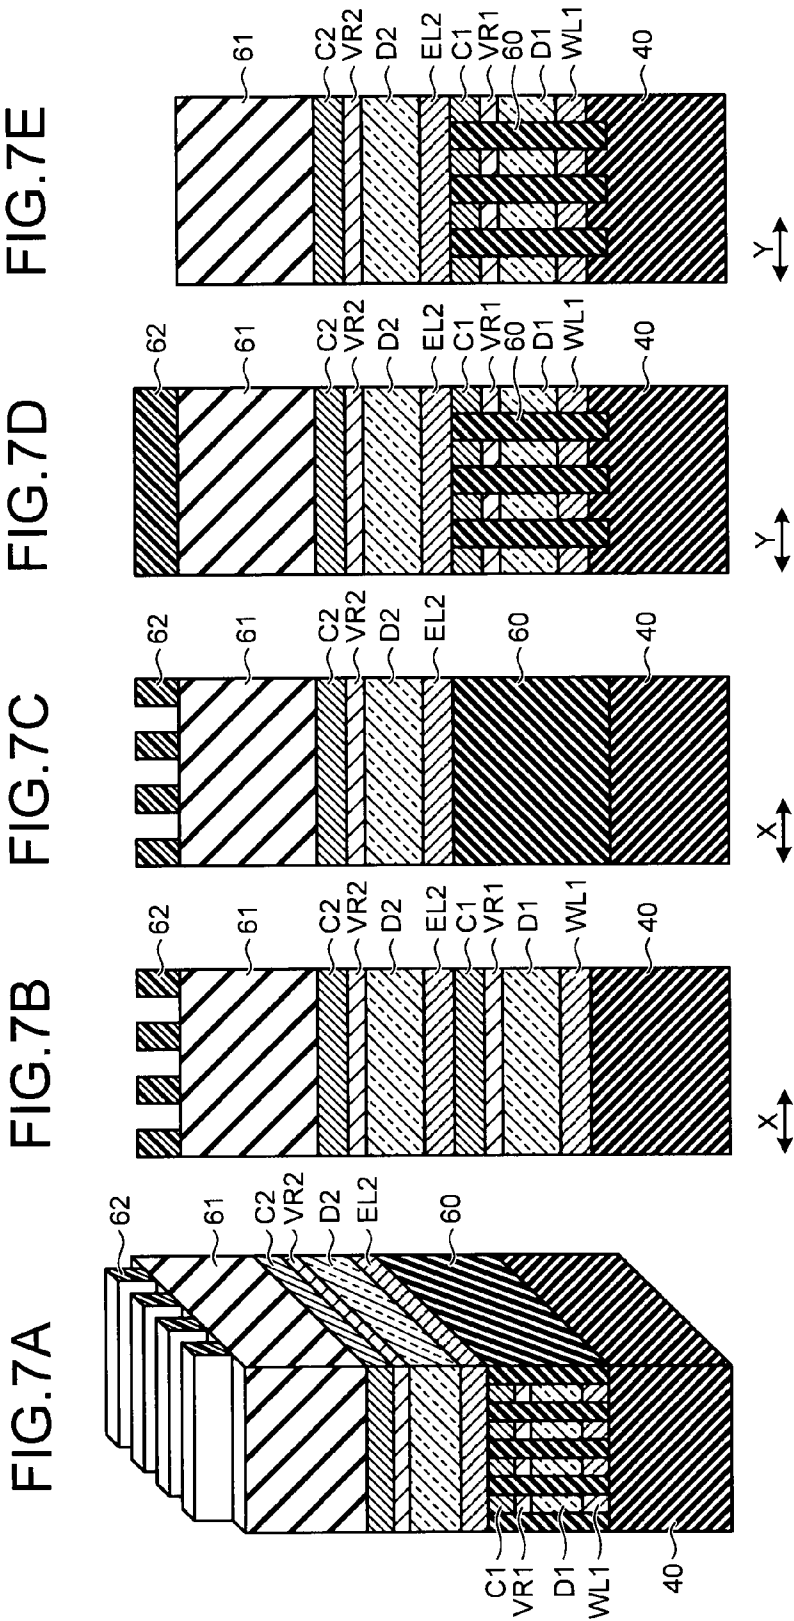 FIG.7A
62
61
C2
VR2
D2
EL2
60
C1
VR1
D1
WL1
40
FIG.7B
62
61
C2
VR2
D2
EL2
C1
VR1
D1
WL1
40
X
FIG.7C
62
61
C2
VR2
D2
EL2
60
40
X
FIG.7D
62
61
C2
VR2
D2
EL2
C1
VR1
60
D1
WL1
40
Y
FIG.7E
61
C2
VR2
D2
EL2
C1
VR1
60
D1
WL1
40
Y